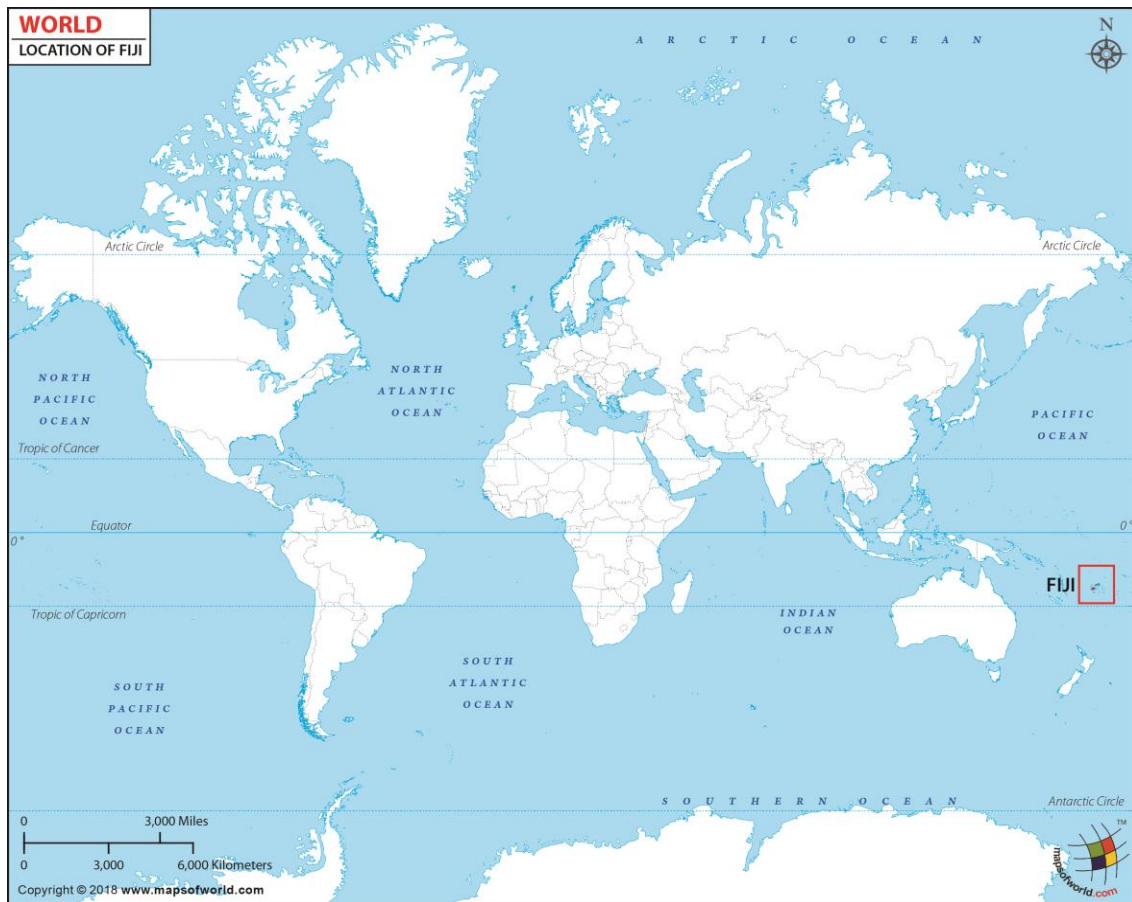 WORLD
LOCATION OF FIJI
A R C T I C O C E A N
N
Arctic Circle
Arctic Circle
NORTH
PACIFIC
OCEAN
NORTH
ATLANTIC
OCEAN
PACIFIC
OCEAN
Tropic of Cancer
Equator
0°
0°
FIJI
Tropic of Capricorn
INDIAN
OCEAN
SOUTH
PACIFIC
OCEAN
SOUTH
ATLANTIC
OCEAN
S O U T H E R N O C E A N
Antarctic Circle
0 3,000 Miles
0 3,000 6,000 Kilometers
Copyright © 2018 www.mapsofworld.com
TM
mapsofworld.com